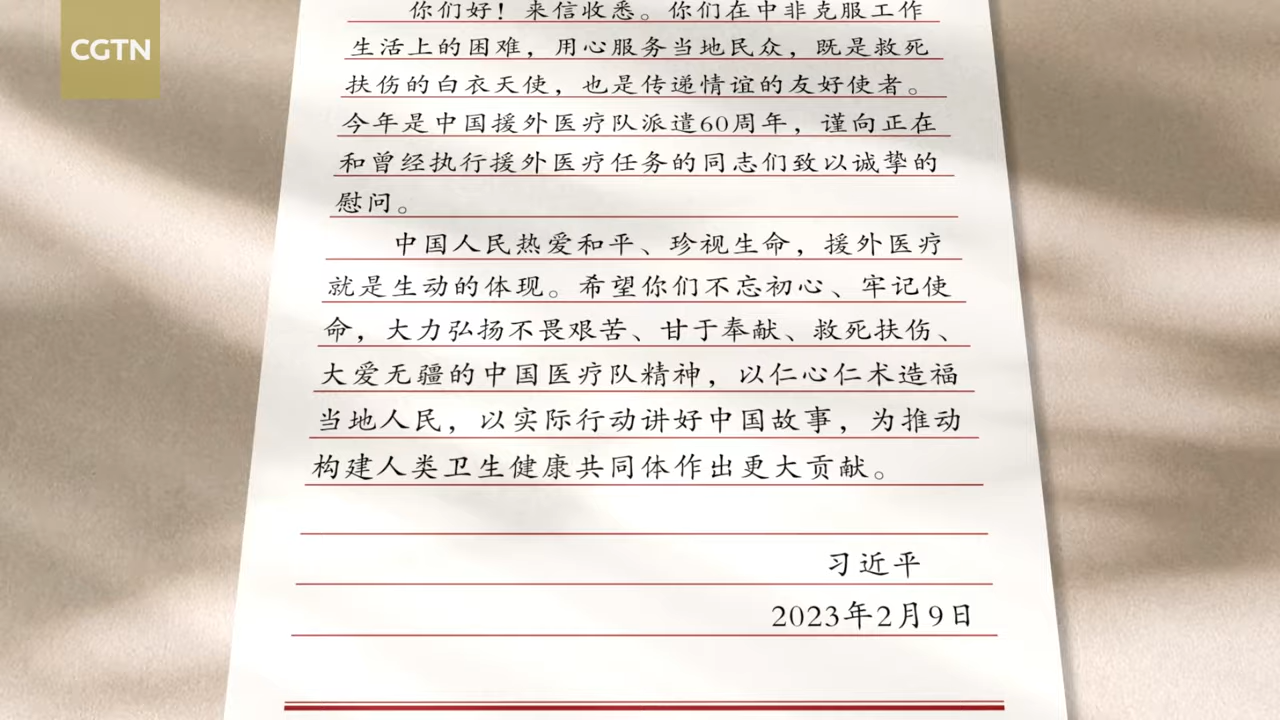 CGTN
你们好！来信收悉。你们在中非克服工作
生活上的困难，用心服务当地民众，既是救死
扶伤的白衣天使，也是传递情谊的友好使者。
今年是中国援外医疗队派遣60周年，谨向正在
和曾经执行援外医疗任务的同志们致以诚挚的
慰问。
中国人民热爱和平、珍视生命，援外医疗
就是生动的体现。希望你们不忘初心、牢记使
命，大力弘扬不畏艰苦、甘于奉献、救死扶伤、
大爱无疆的中国医疗队精神，以仁心仁术造福
当地人民，以实际行动讲好中国故事，为推动
构建人类卫生健康共同体作出更大贡献。
习近平
2023年2月9日